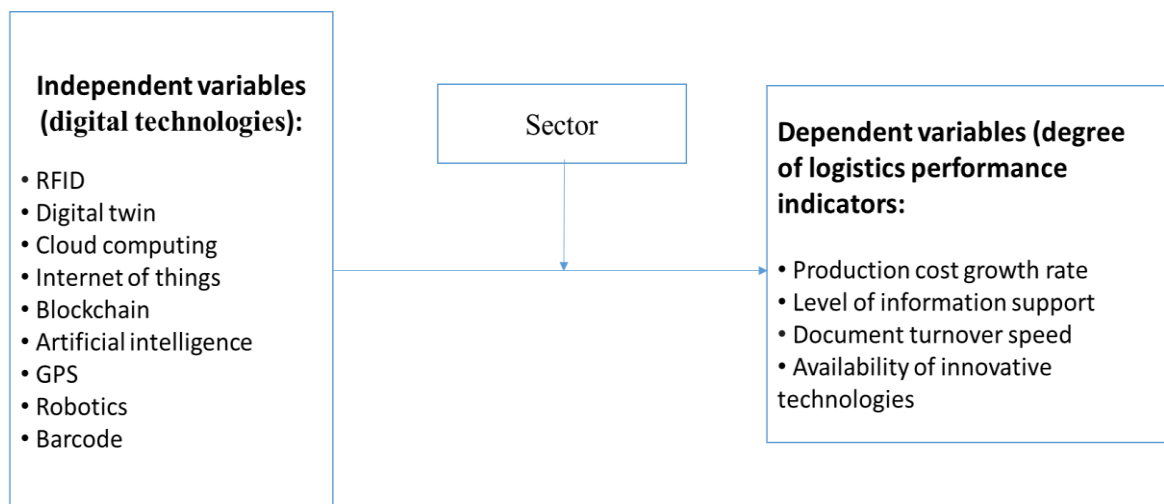 Independent variables
(digital technologies):
• RFID
• Digital twin
• Cloud computing
• Internet of things
• Blockchain
• Artificial intelligence
• GPS
• Robotics
• Barcode
Sector
Dependent variables (degree
of logistics performance
indicators:
• Production cost growth rate
• Level of information support
• Document turnover speed
• Availability of innovative
technologies